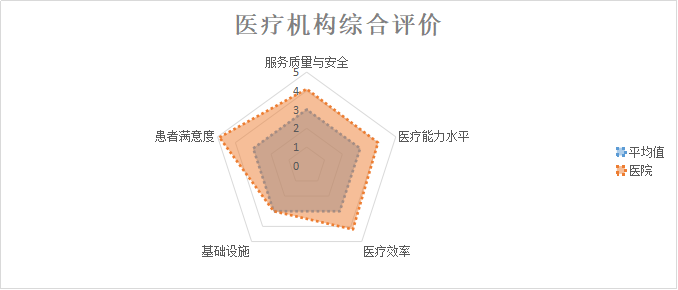 医疗机构综合评价
服务质量与安全
5
4
3
2
1
0
患者满意度
医疗能力水平
基础设施
医疗效率
平均值
医院